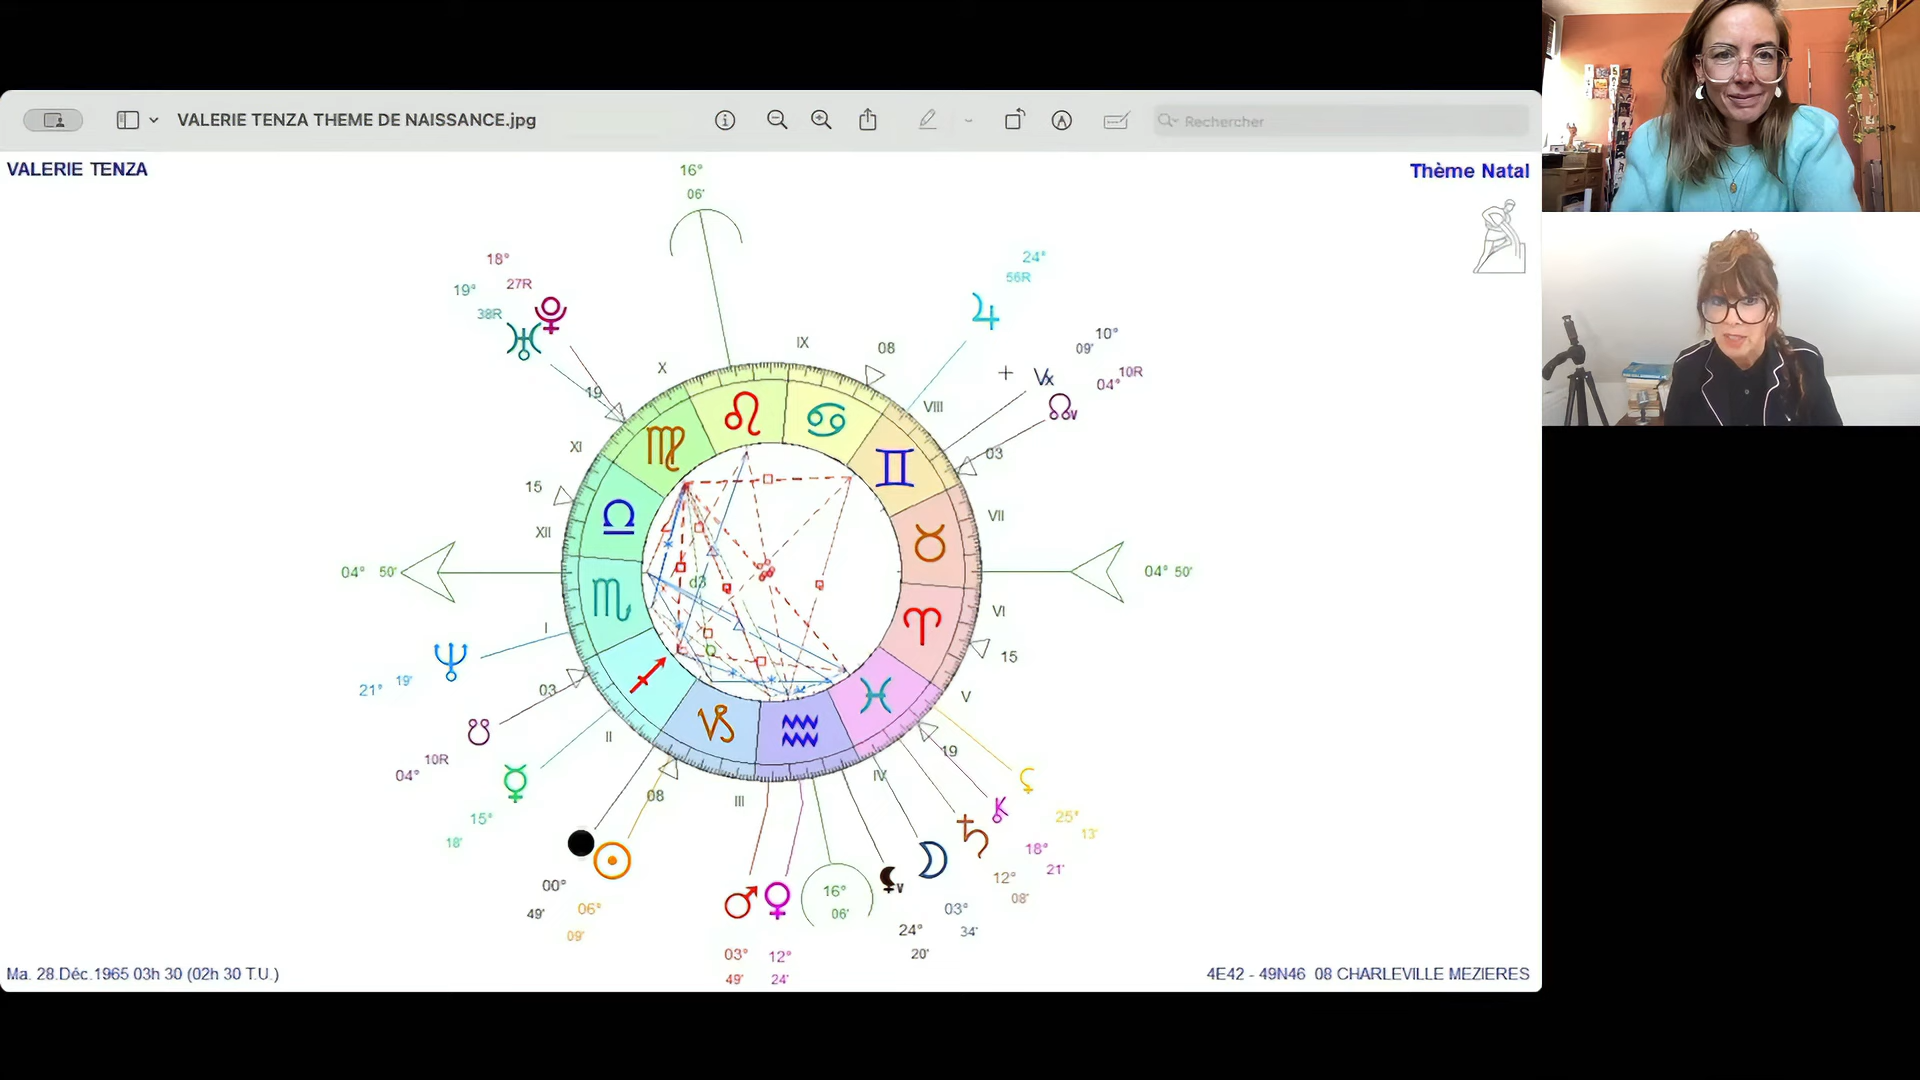 VALERIE TENZA THEME DE NAISSANCE.jpg
Rechercher
VALERIE TENZA
Thème Natal
16°
06'
18°
27R
19°
38R
24°
56R
10°
09'
Vx
10R
04°
V
IX
X
08
19
VIII
03
XI
15
VII
XII
04° 50'
04° 50'
d3
I
VI
15
21° 19'
03
V
II
19
10R
04°
08
III
IV
15°
18'
25°
13'
18°
21'
12°
08'
00°
49'
06°
09'
16°
06'
V
03°
34'
24°
20'
03°
49'
12°
24'
Ma. 28.Déc.1965 03h 30 (02h 30 T.U.)
4E42 - 49N46 08 CHARLEVILLE MEZIERES